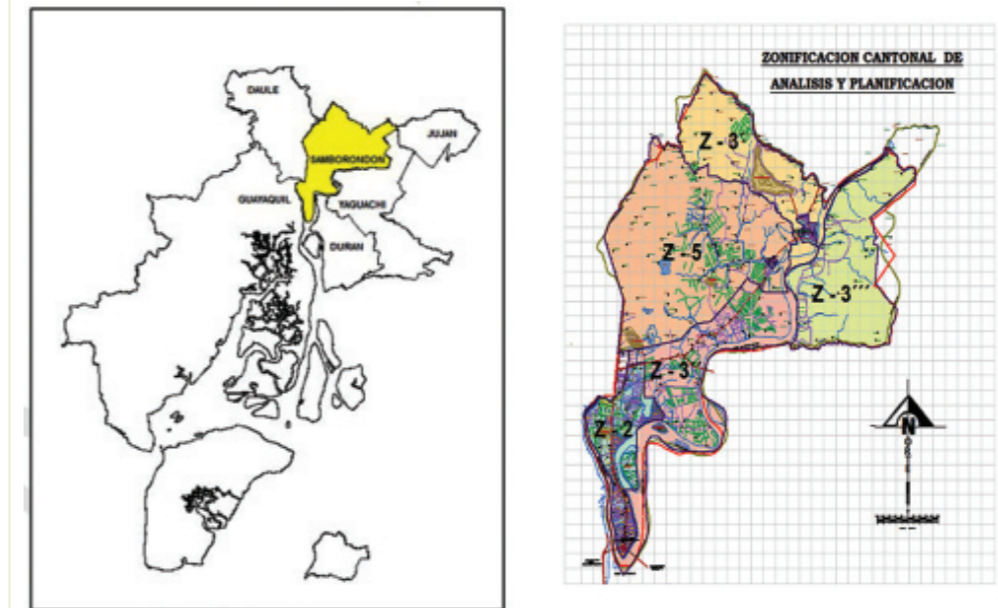 DAULE
JUJAN
SAMBORONDON
GUAYAQUIL
YAGUACHI
DURAN
ZONIFICACION CANTONAL DE
ANALISIS Y PLANIFICACION
Z - 3'
Z - 5
Z - 3'''
Z - 3''
Z - 2
N